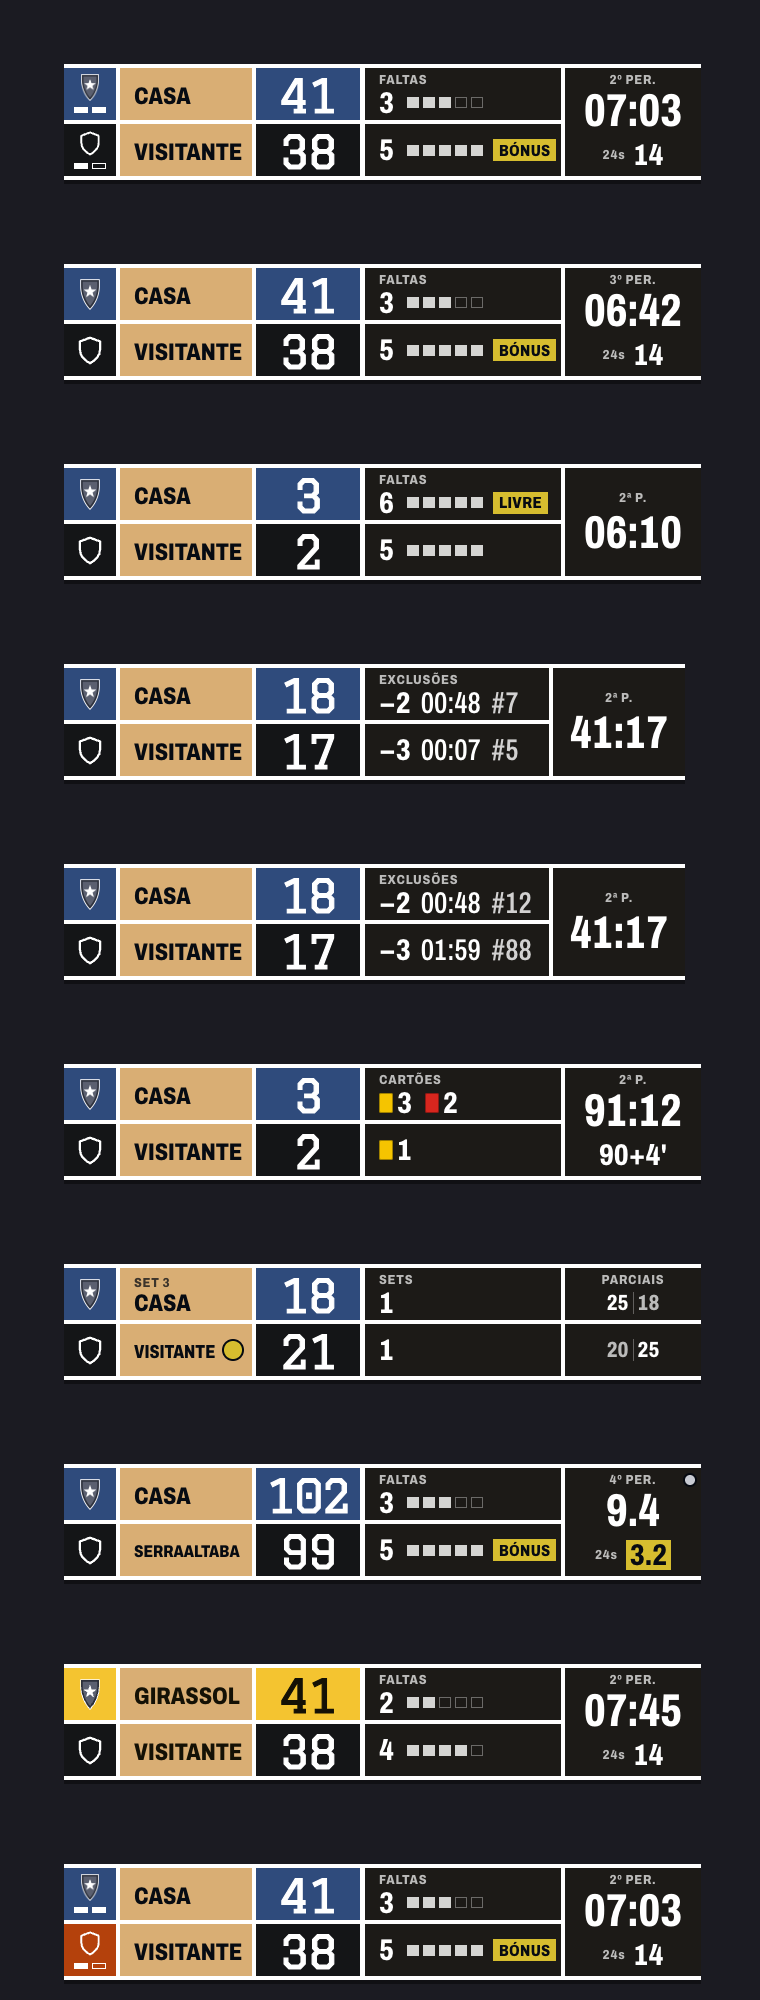 CASA 41 FALTAS 3 2º PER. 07:03
VISITANTE 38 5 BÓNUS 24s 14
CASA 41 FALTAS 3 3º PER. 06:42
VISITANTE 38 5 BÓNUS 24s 14
CASA 3 FALTAS 6 LIVRE 2ª P. 06:10
VISITANTE 2 5
CASA 18 EXCLUSÕES –2 00:48 #7 2ª P. 41:17
VISITANTE 17 –3 00:07 #5
CASA 18 EXCLUSÕES –2 00:48 #12 2ª P. 41:17
VISITANTE 17 –3 01:59 #88
CASA 3 CARTÕES 3 2 2ª P. 91:12
VISITANTE 2 1 90+4'
SET 3 CASA 18 SETS 1 PARCIAIS 25 18
VISITANTE 21 1 20 25
CASA 102 FALTAS 3 4º PER. 9.4
SERRAALTABA 99 5 BÓNUS 24s 3.2
GIRASSOL 41 FALTAS 2 2º PER. 07:45
VISITANTE 38 4 24s 14
CASA 41 FALTAS 3 2º PER. 07:03
VISITANTE 38 5 BÓNUS 24s 14